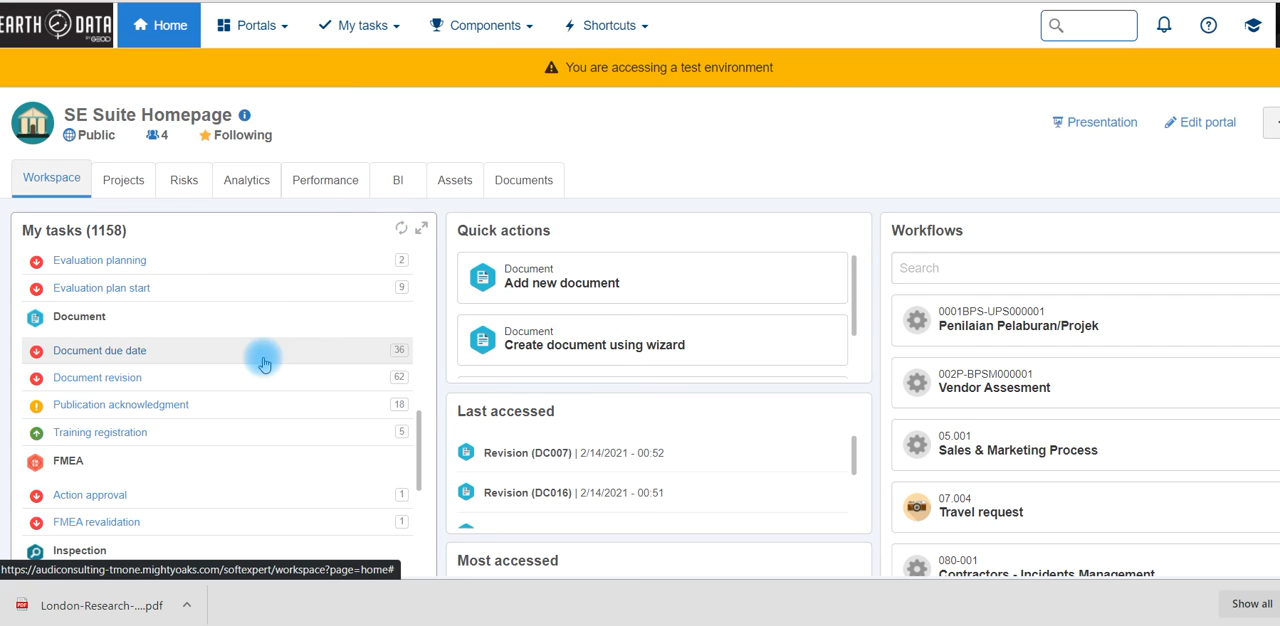 EARTH DATA
BY GEOD
Home
Portals
My tasks
Components
Shortcuts
You are accessing a test environment
SE Suite Homepage
Public
4
Following
Presentation
Edit portal
Workspace
Projects
Risks
Analytics
Performance
BI
Assets
Documents
My tasks (1158)
Evaluation planning 2
Evaluation plan start 9
Document
Document due date 36
Document revision 62
Publication acknowledgment 18
Training registration 5
FMEA
Action approval 1
FMEA revalidation 1
Inspection
Quick actions
Document
Add new document
Document
Create document using wizard
Last accessed
Revision (DC007) | 2/14/2021 - 00:52
Revision (DC016) | 2/14/2021 - 00:51
Most accessed
Workflows
Search
0001BPS-UPS000001
Penilaian Pelaburan/Projek
002P-BPSM000001
Vendor Assesment
05.001
Sales & Marketing Process
07.004
Travel request
080-001
Contractors - Incidents Management
https://audiconsulting-tmone.mightyoaks.com/softexpert/workspace?page=home#
London-Research-....pdf
Show all